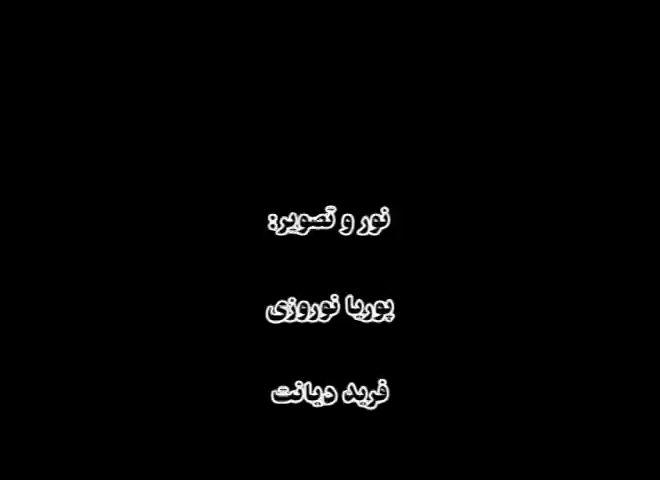 نور و تصویر:
پوریا نوروزی
فرید دیانت